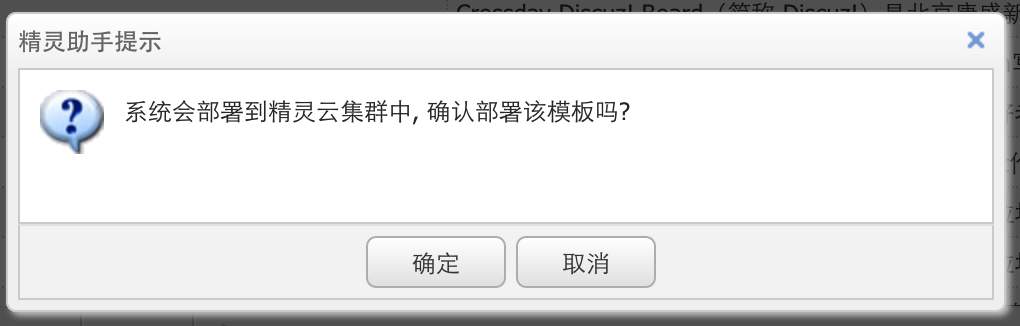 Crossday Discuz! Board（简称 Discuz!）是北京康盛新
精灵助手提示
系统会部署到精灵云集群中, 确认部署该模板吗?
确定
取消